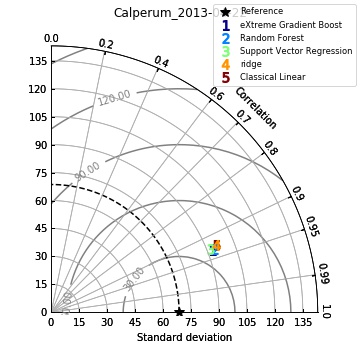 Calperum_2013-
Reference
1 eXtreme Gradient Boost
2 Random Forest
3 Support Vector Regression
4 ridge
5 Classical Linear
0.0
0.2
0.4
0.6
0.7
0.8
0.9
0.95
0.99
1.0
Correlation
135
120
105
90
75
60
45
30
15
0
120.00
90.00
30.00
0 15 30 45 60 75 90 105 120 135
Standard deviation